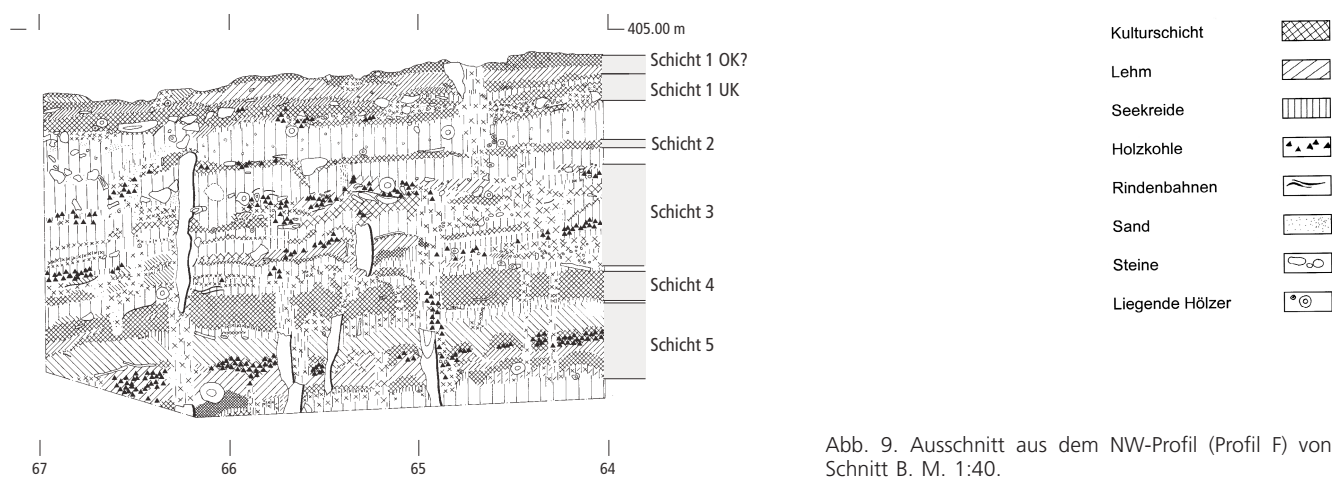 405.00 m
Schicht 1 OK?
Schicht 1 UK
Schicht 2
Schicht 3
Schicht 4
Schicht 5
67
66
65
64
Kulturschicht
Lehm
Seekreide
Holzkohle
Rindenbahnen
Sand
Steine
Liegende Hölzer
Abb. 9. Ausschnitt aus dem NW-Profil (Profil F) von
Schnitt B. M. 1:40.